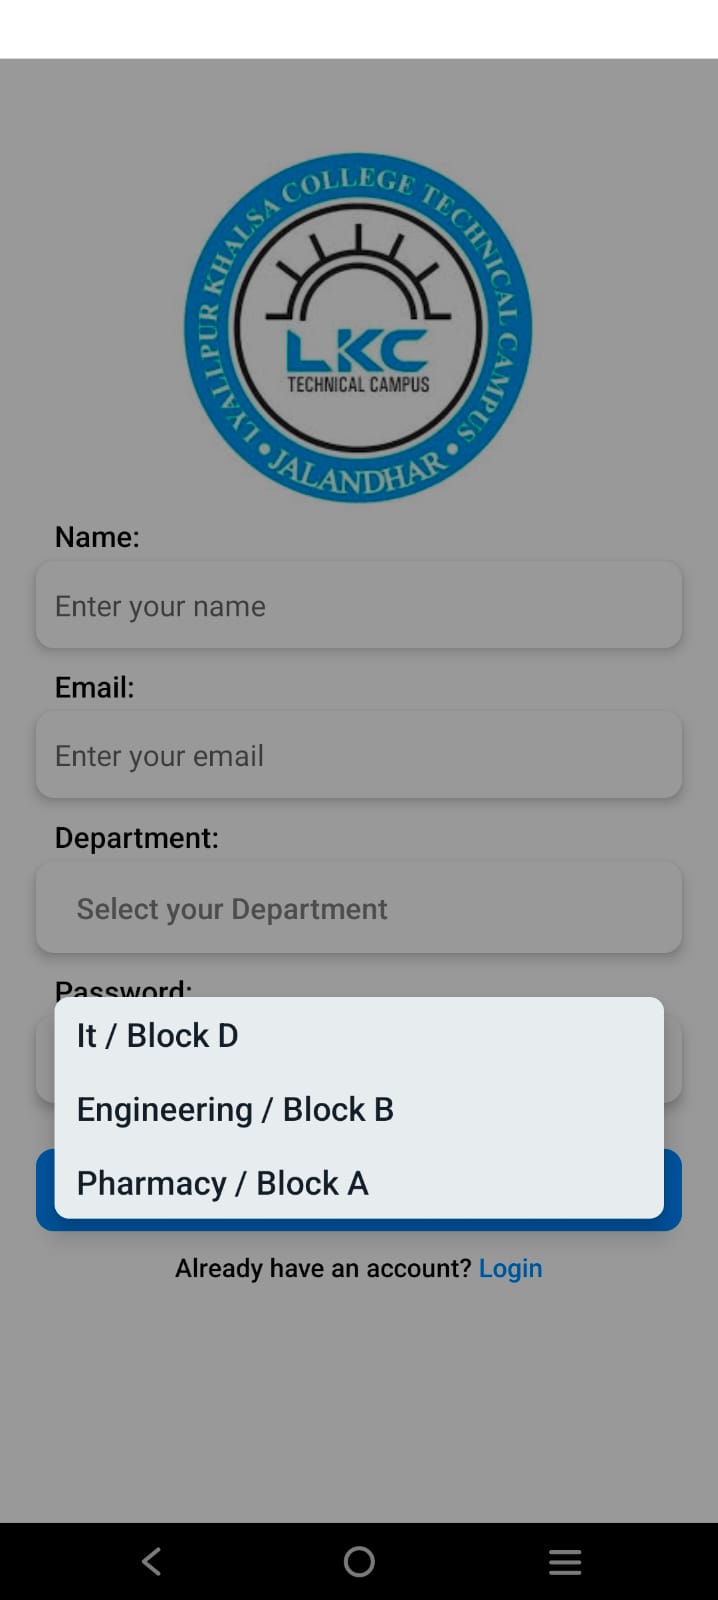 LYALLPUR KHALSA COLLEGE TECHNICAL CAMPUS
LKC
TECHNICAL CAMPUS
• JALANDHAR •
Name:
Enter your name
Email:
Enter your email
Department:
Select your Department
Password:
It / Block D
Engineering / Block B
Pharmacy / Block A
Already have an account? Login